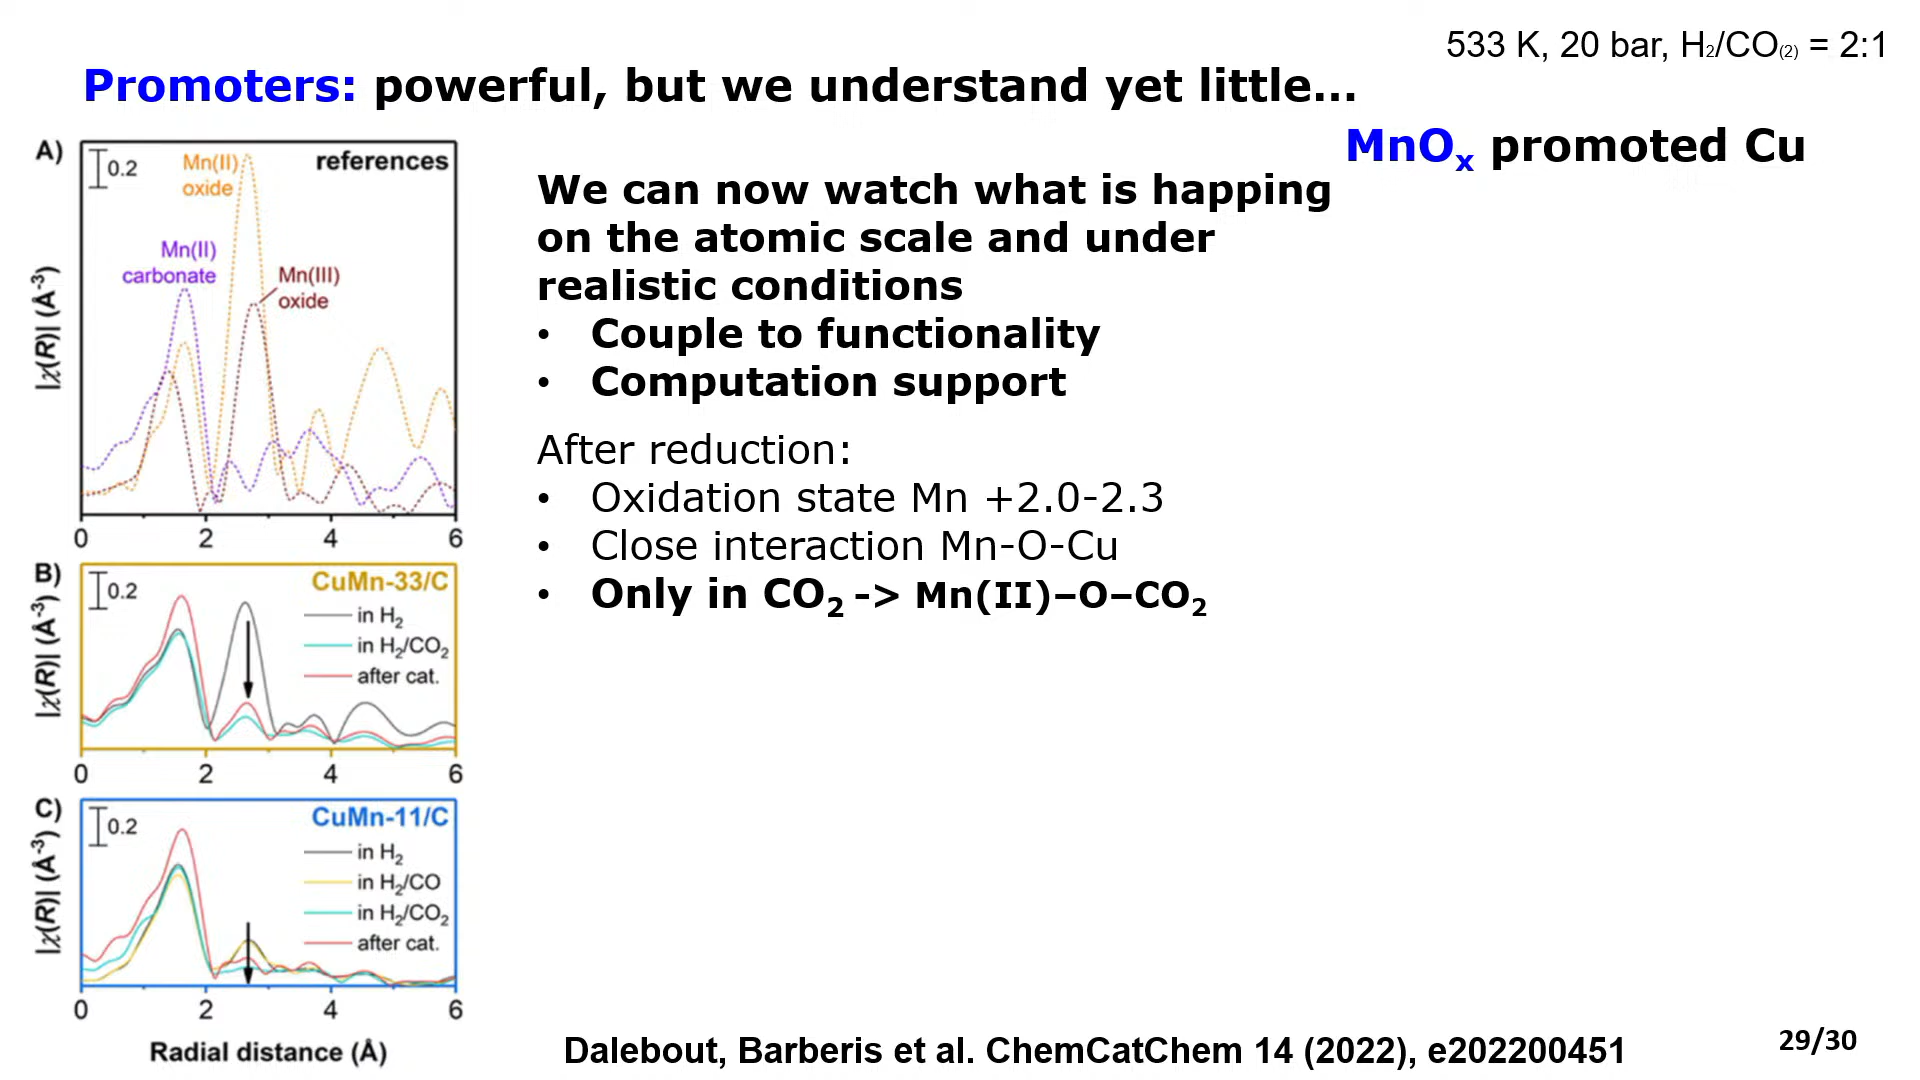 533 K, 20 bar, H₂/CO₍₂₎ = 2:1
Promoters: powerful, but we understand yet little...
MnOₓ promoted Cu
A)
0.2
Mn(II)
oxide
references
Mn(II)
carbonate
Mn(III)
oxide
|χ(R)| (Å⁻³)
0 2 4 6
B)
0.2
CuMn-33/C
in H₂
in H₂/CO₂
after cat.
|χ(R)| (Å⁻³)
0 2 4 6
C)
0.2
CuMn-11/C
in H₂
in H₂/CO
in H₂/CO₂
after cat.
|χ(R)| (Å⁻³)
0 2 4 6
Radial distance (Å)
We can now watch what is happing
on the atomic scale and under
realistic conditions
• Couple to functionality
• Computation support
After reduction:
• Oxidation state Mn +2.0-2.3
• Close interaction Mn-O-Cu
• Only in CO₂ -> Mn(II)–O–CO₂
Dalebout, Barberis et al. ChemCatChem 14 (2022), e202200451
29/30